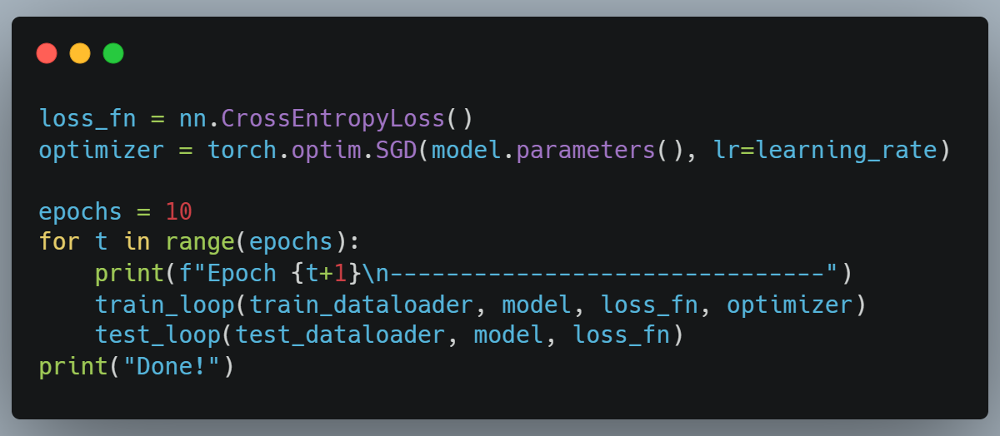 loss_fn = nn.CrossEntropyLoss()
optimizer = torch.optim.SGD(model.parameters(), lr=learning_rate)

epochs = 10
for t in range(epochs):
    print(f"Epoch {t+1}\n-------------------------------")
    train_loop(train_dataloader, model, loss_fn, optimizer)
    test_loop(test_dataloader, model, loss_fn)
print("Done!")